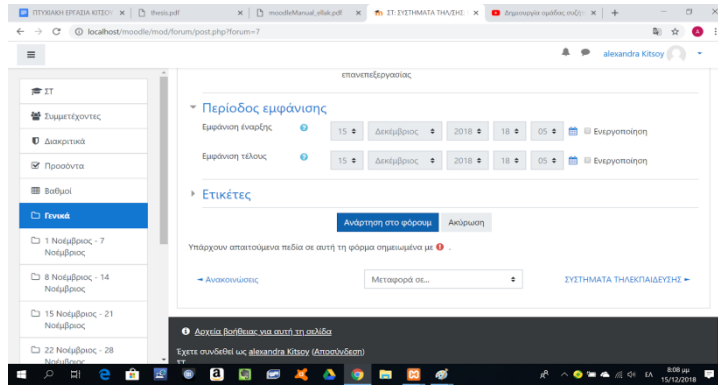 ΠΤΥΧΙΑΚΗ ΕΡΓΑΣΙΑ ΚΙΤΣΟΥ
thesis.pdf
moodleManual_ellak.pdf
ΣΤ: ΣΥΣΤΗΜΑΤΑ ΤΗΛ/ΣΗΣ
Δημιουργία ομάδας συζήτ
localhost/moodle/mod/forum/post.php?forum=7
alexandra Kitsoy
επανεπεξεργασίας
ΣΤ
Συμμετέχοντες
Διακριτικά
Προσόντα
Βαθμοί
Γενικά
1 Νοέμβριος - 7
Νοέμβριος
8 Νοέμβριος - 14
Νοέμβριος
15 Νοέμβριος - 21
Νοέμβριος
22 Νοέμβριος - 28
Νοέμβριος
Περίοδος εμφάνισης
Εμφάνιση έναρξης 15 Δεκέμβριος 2018 18 05 Ενεργοποίηση
Εμφάνιση τέλους 15 Δεκέμβριος 2018 18 05 Ενεργοποίηση
Ετικέτες
Ανάρτηση στο φόρουμ Ακύρωση
Υπάρχουν απαιτούμενα πεδία σε αυτή τη φόρμα σημειωμένα με .
◄ Ανακοινώσεις Μεταφορά σε... ΣΥΣΤΗΜΑΤΑ ΤΗΛΕΚΠΑΙΔΕΥΣΗΣ ►
Αρχεία βοήθειας για αυτή τη σελίδα
Έχετε συνδεθεί ως alexandra Kitsoy (Αποσύνδεση)
ΣΤ
ΕΛ
8:08 μμ
15/12/2018